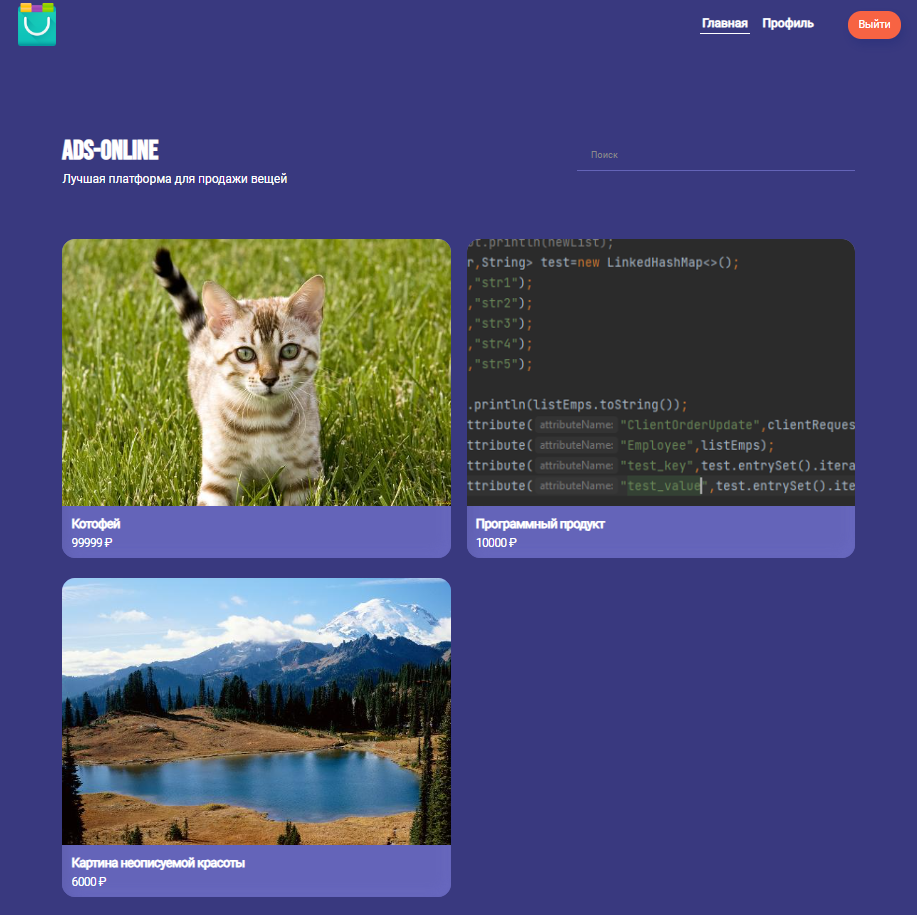 Главная Профиль Выйти
ADS-ONLINE
Поиск
Лучшая платформа для продажи вещей
ot.println(newList);
r,String> test=new LinkedHashMap<>();
,"str1");
,"str2");
,"str3");
,"str4");
,"str5");
.println(listEmps.toString());
ttribute( attributeName: "ClientOrderUpdate",clientReques
ttribute( attributeName: "Employee",listEmps);
ttribute( attributeName: "test_key",test.entrySet().itera
ttribute( attributeName: "test_value",test.entrySet().ite
Котофей
99999 ₽
Программный продукт
10000 ₽
Картина неописуемой красоты
6000 ₽